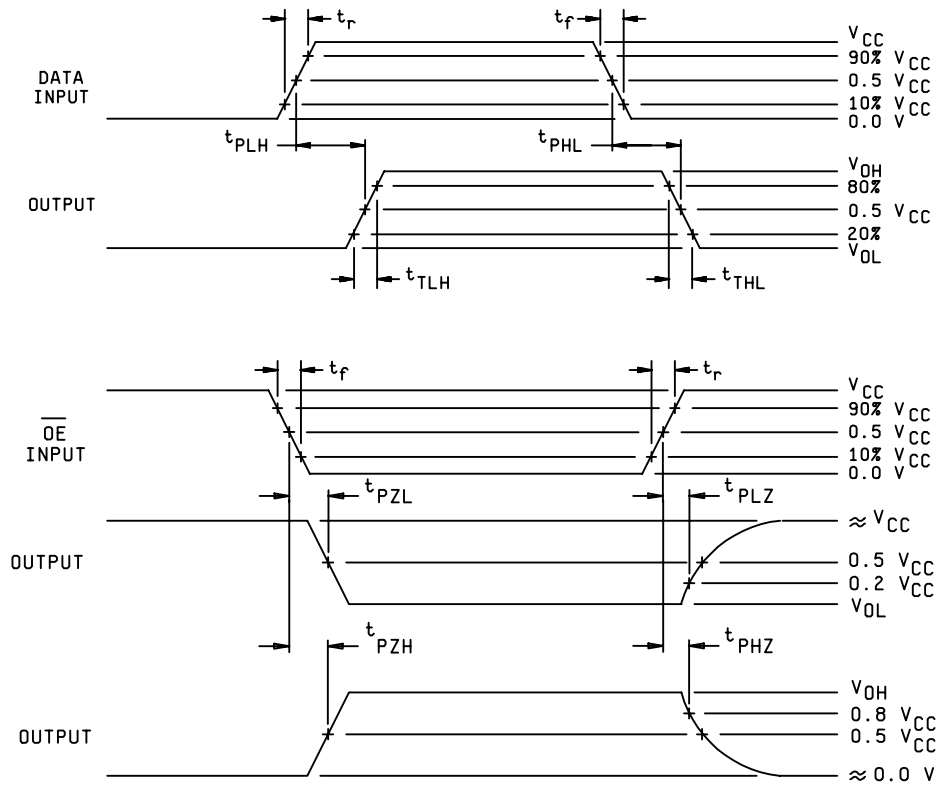 t_r
t_f
DATA
INPUT
V_CC
90% V_CC
0.5 V_CC
10% V_CC
0.0 V
t_PLH
t_PHL
OUTPUT
V_OH
80%
0.5 V_CC
20%
V_OL
t_TLH
t_THL
t_f
t_r
OE
INPUT
V_CC
90% V_CC
0.5 V_CC
10% V_CC
0.0 V
t_PZL
t_PLZ
OUTPUT
≈ V_CC
0.5 V_CC
0.2 V_CC
V_OL
t_PZH
t_PHZ
OUTPUT
V_OH
0.8 V_CC
0.5 V_CC
≈ 0.0 V